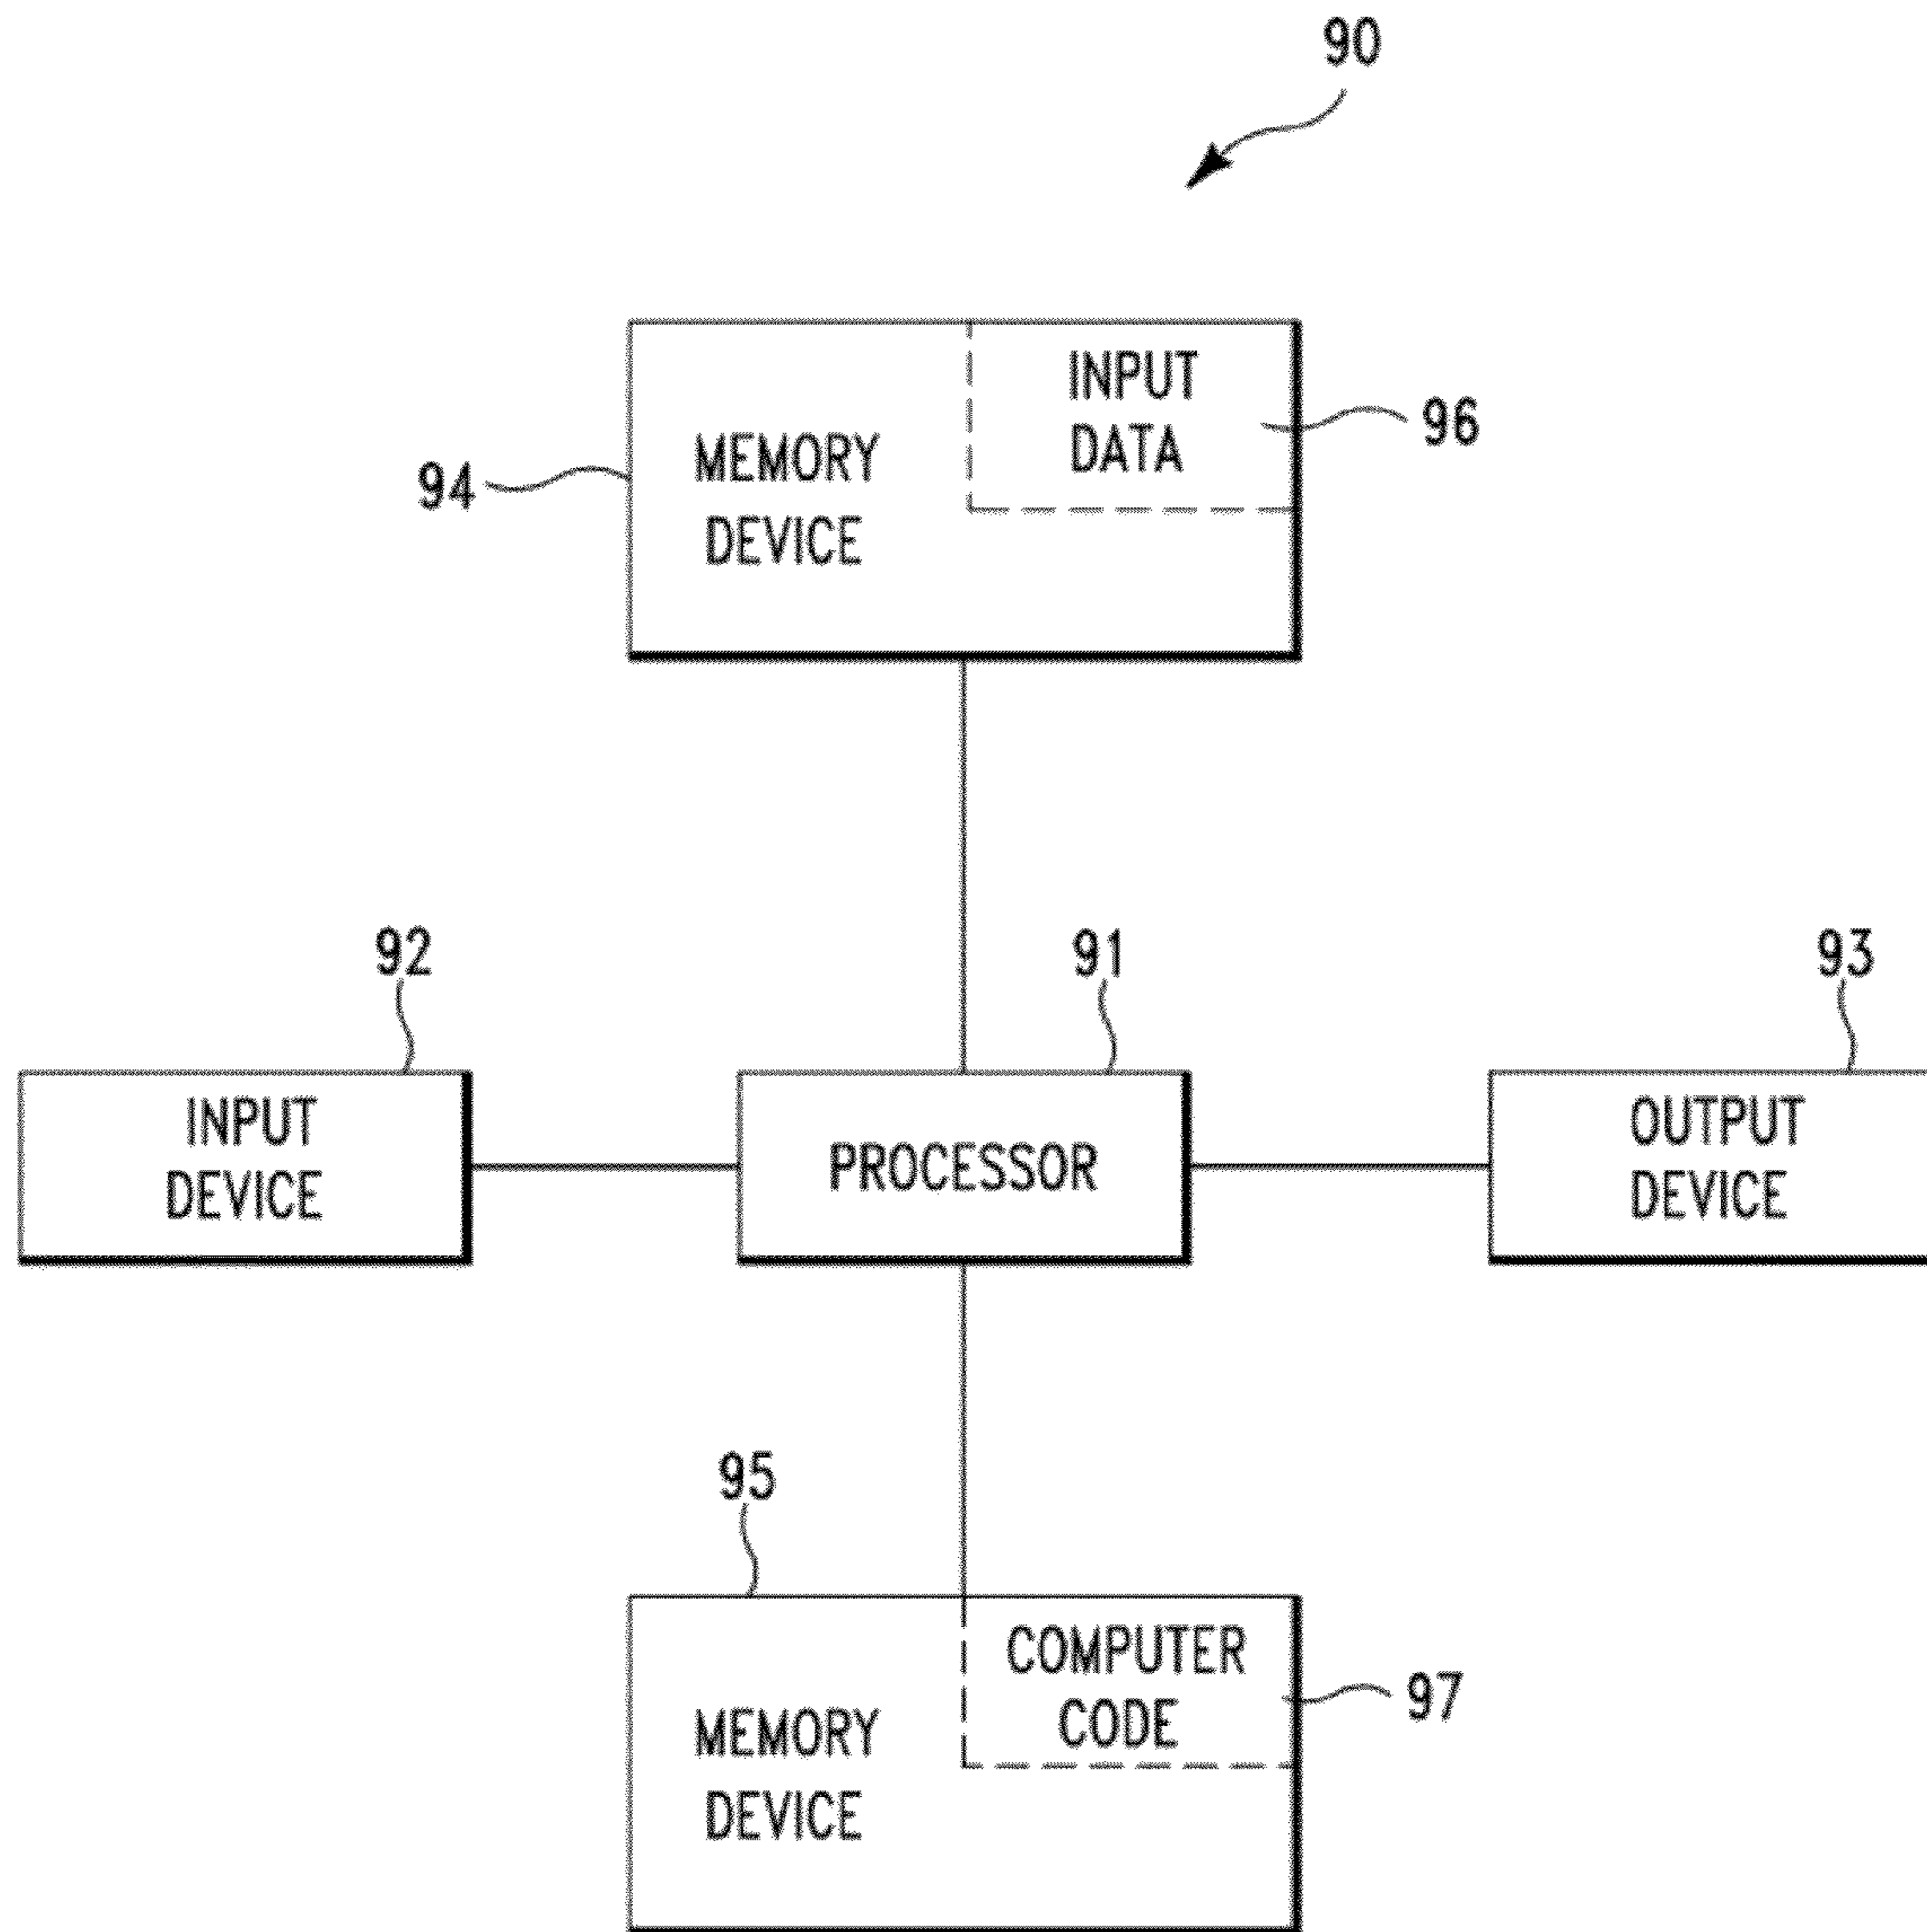 90
INPUT
DATA
96
94
MEMORY
DEVICE
92
91
93
INPUT
DEVICE
PROCESSOR
OUTPUT
DEVICE
95
COMPUTER
CODE
97
MEMORY
DEVICE